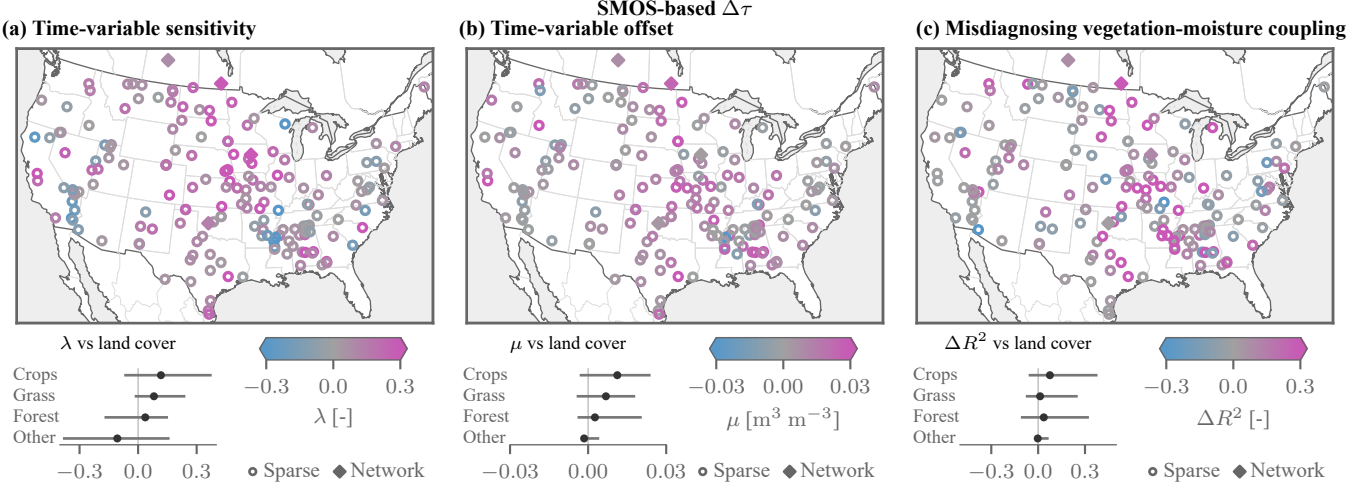 SMOS-based Δτ
(a) Time-variable sensitivity
(b) Time-variable offset
(c) Misdiagnosing vegetation-moisture coupling
λ vs land cover
Crops
Grass
Forest
Other
−0.3 0.0 0.3
−0.3 0.0 0.3
λ [-]
Sparse Network
μ vs land cover
Crops
Grass
Forest
Other
−0.03 0.00 0.03
−0.03 0.0 0.03
μ [m³ m⁻³]
Sparse Network
ΔR² vs land cover
Crops
Grass
Forest
Other
−0.3 0.0 0.3
−0.3 0.0 0.3
ΔR² [-]
Sparse Network